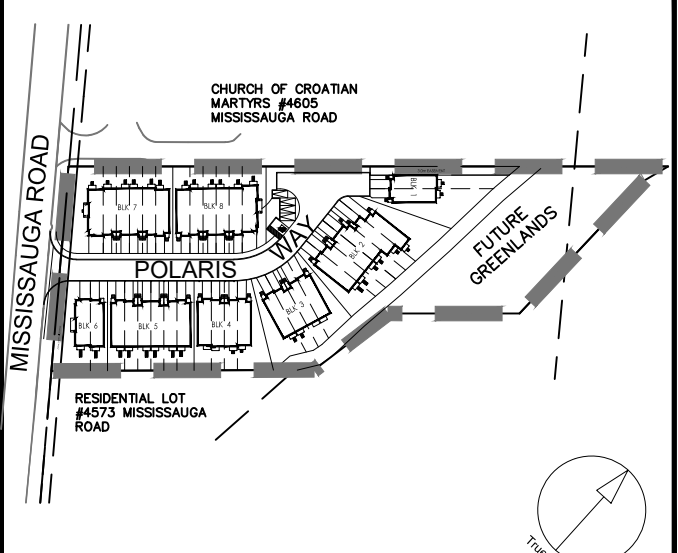 CHURCH OF CROATIAN
MARTYRS #4605
MISSISSAUGA ROAD
MISSISSAUGA ROAD
BLK 7
BLK 8
BLK 1
WAY
BLK 2
FUTURE
GREENLANDS
POLARIS
BLK 3
BLK 6
BLK 5
BLK 4
RESIDENTIAL LOT
#4573 MISSISSAUGA
ROAD
True